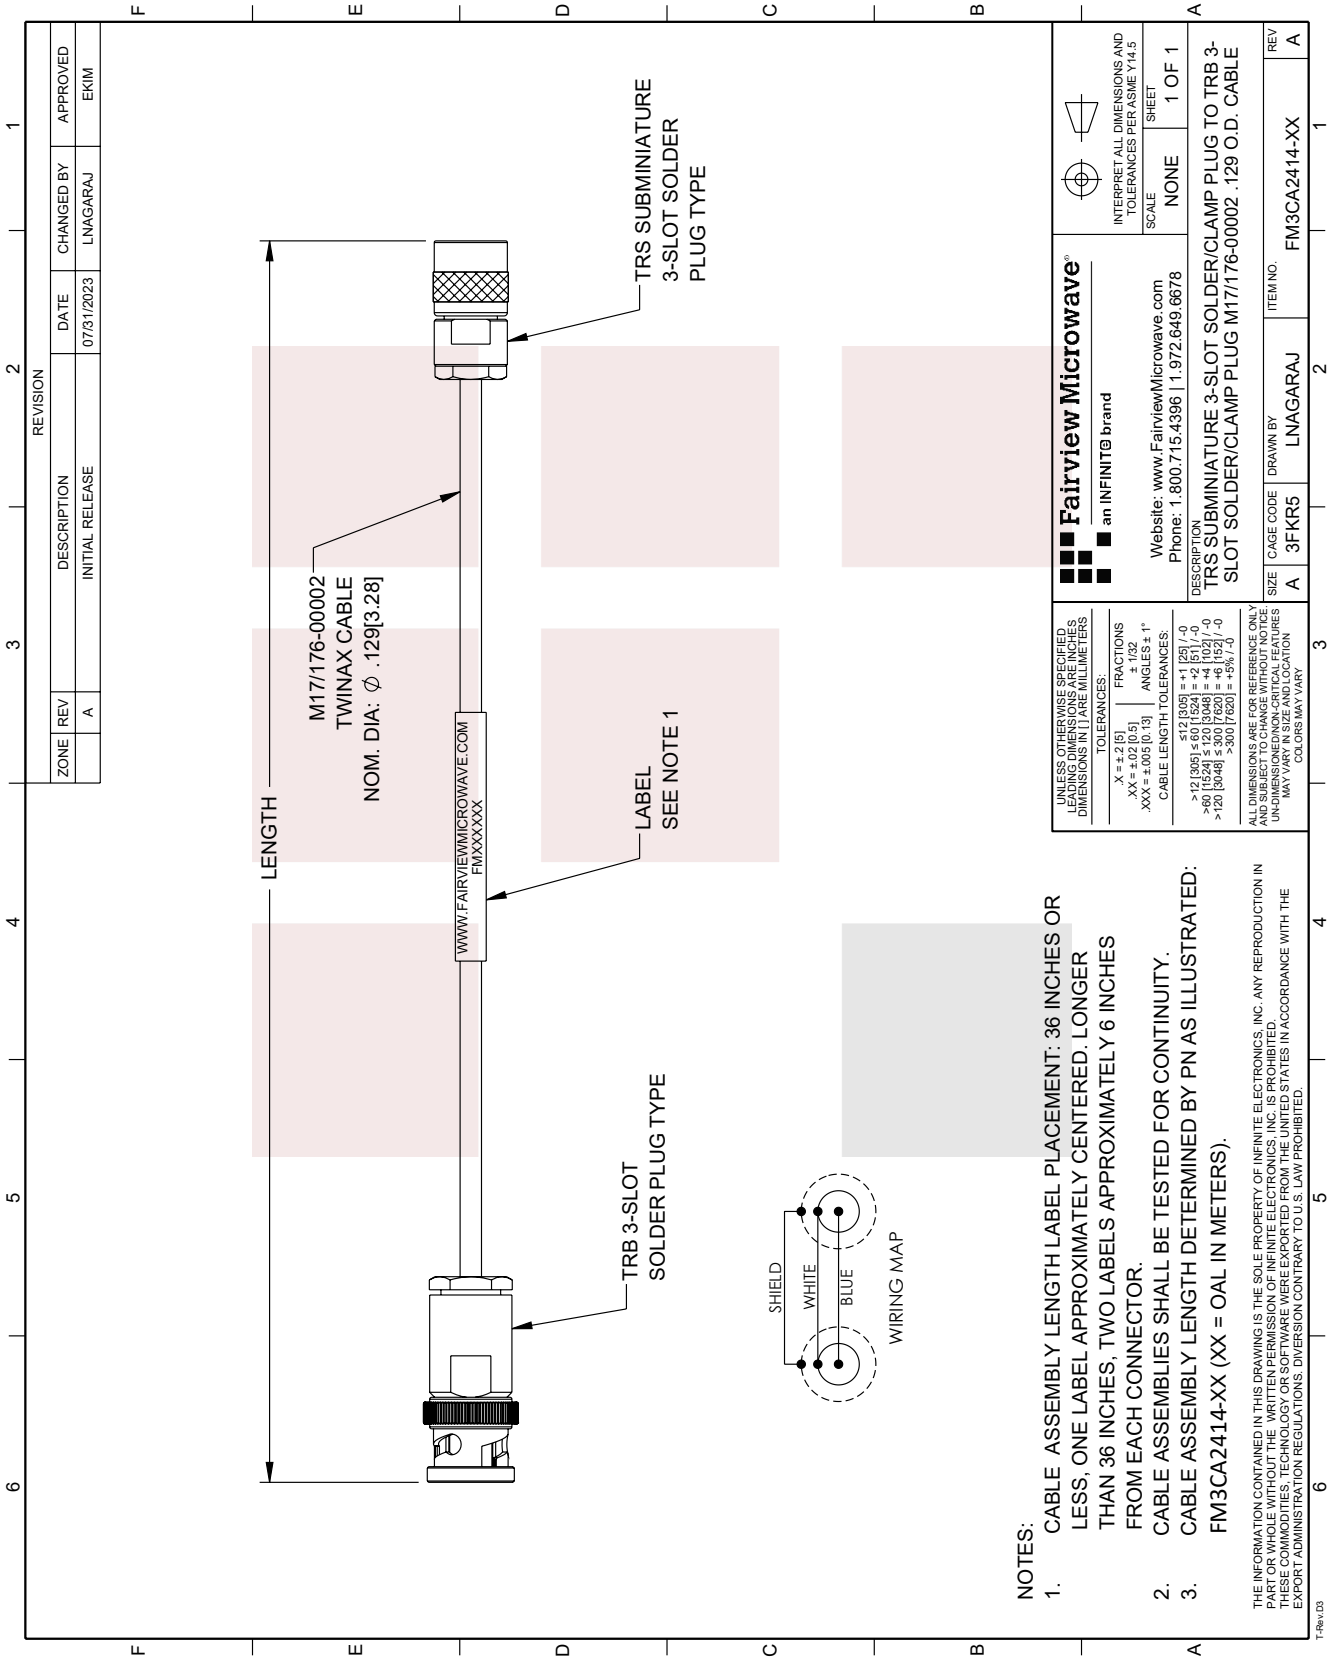 6
5
4
3
2
1
F
E
D
C
B
A
REVISION
ZONE REV DESCRIPTION DATE CHANGED BY APPROVED
A INITIAL RELEASE 07/31/2023 LNAGARAJ EKIM
LENGTH
M17/176-00002
TWINAX CABLE
NOM. DIA: ∅ .129[3.28]
WWW.FAIRVIEWMICROWAVE.COM
FMXXXXXX
TRB 3-SLOT
SOLDER PLUG TYPE
LABEL
SEE NOTE 1
TRS SUBMINIATURE
3-SLOT SOLDER
PLUG TYPE
SHIELD
WHITE
BLUE
WIRING MAP
NOTES:
1. CABLE ASSEMBLY LENGTH LABEL PLACEMENT: 36 INCHES OR
LESS, ONE LABEL APPROXIMATELY CENTERED. LONGER
THAN 36 INCHES, TWO LABELS APPROXIMATELY 6 INCHES
FROM EACH CONNECTOR.
2. CABLE ASSEMBLIES SHALL BE TESTED FOR CONTINUITY.
3. CABLE ASSEMBLY LENGTH DETERMINED BY PN AS ILLUSTRATED:
FM3CA2414-XX (XX = OAL IN METERS).
THE INFORMATION CONTAINED IN THIS DRAWING IS THE SOLE PROPERTY OF INFINITE ELECTRONICS, INC. ANY REPRODUCTION IN
PART OR WHOLE WITHOUT THE WRITTEN PERMISSION OF INFINITE ELECTRONICS, INC. IS PROHIBITED.
THESE COMMODITIES, TECHNOLOGY OR SOFTWARE WERE EXPORTED FROM THE UNITED STATES IN ACCORDANCE WITH THE
EXPORT ADMINISTRATION REGULATIONS. DIVERSION CONTRARY TO U.S. LAW PROHIBITED.
UNLESS OTHERWISE SPECIFIED
LEADING DIMENSIONS ARE INCHES
DIMENSIONS IN [ ] ARE MILLIMETERS
TOLERANCES:
.X = ±.2 [5]
.XX = ±.02 [0.5]
.XXX = ±.005 [0.13]
FRACTIONS
± 1/32
ANGLES ± 1°
CABLE LENGTH TOLERANCES:
≤12 [305] = +1 [25] / -0
>12 [305] ≤ 60 [1524] = +2 [51] / -0
>60 [1524] ≤ 120 [3048] = +4 [102] / -0
>120 [3048] ≤ 300 [7620] = +6 [152] / -0
>300 [7620] = +5% / -0
ALL DIMENSIONS ARE FOR REFERENCE ONLY
AND SUBJECT TO CHANGE WITHOUT NOTICE.
UN-DIMENSIONED/NON-CRITICAL FEATURES
MAY VARY IN SIZE AND LOCATION
COLORS MAY VARY
Fairview Microwave®
an INFINIT@ brand
Website: www.FairviewMicrowave.com
Phone: 1.800.715.4396 | 1.972.649.6678
INTERPRET ALL DIMENSIONS AND
TOLERANCES PER ASME Y14.5
SCALE
NONE
SHEET
1 OF 1
DESCRIPTION
TRS SUBMINIATURE 3-SLOT SOLDER/CLAMP PLUG TO TRB 3-
SLOT SOLDER/CLAMP PLUG M17/176-00002 .129 O.D. CABLE
SIZE
A
CAGE CODE
3FKR5
DRAWN BY
LNAGARAJ
ITEM NO.
FM3CA2414-XX
REV
A
F
E
D
C
B
A
6
5
4
3
2
1
T-Rev.D3